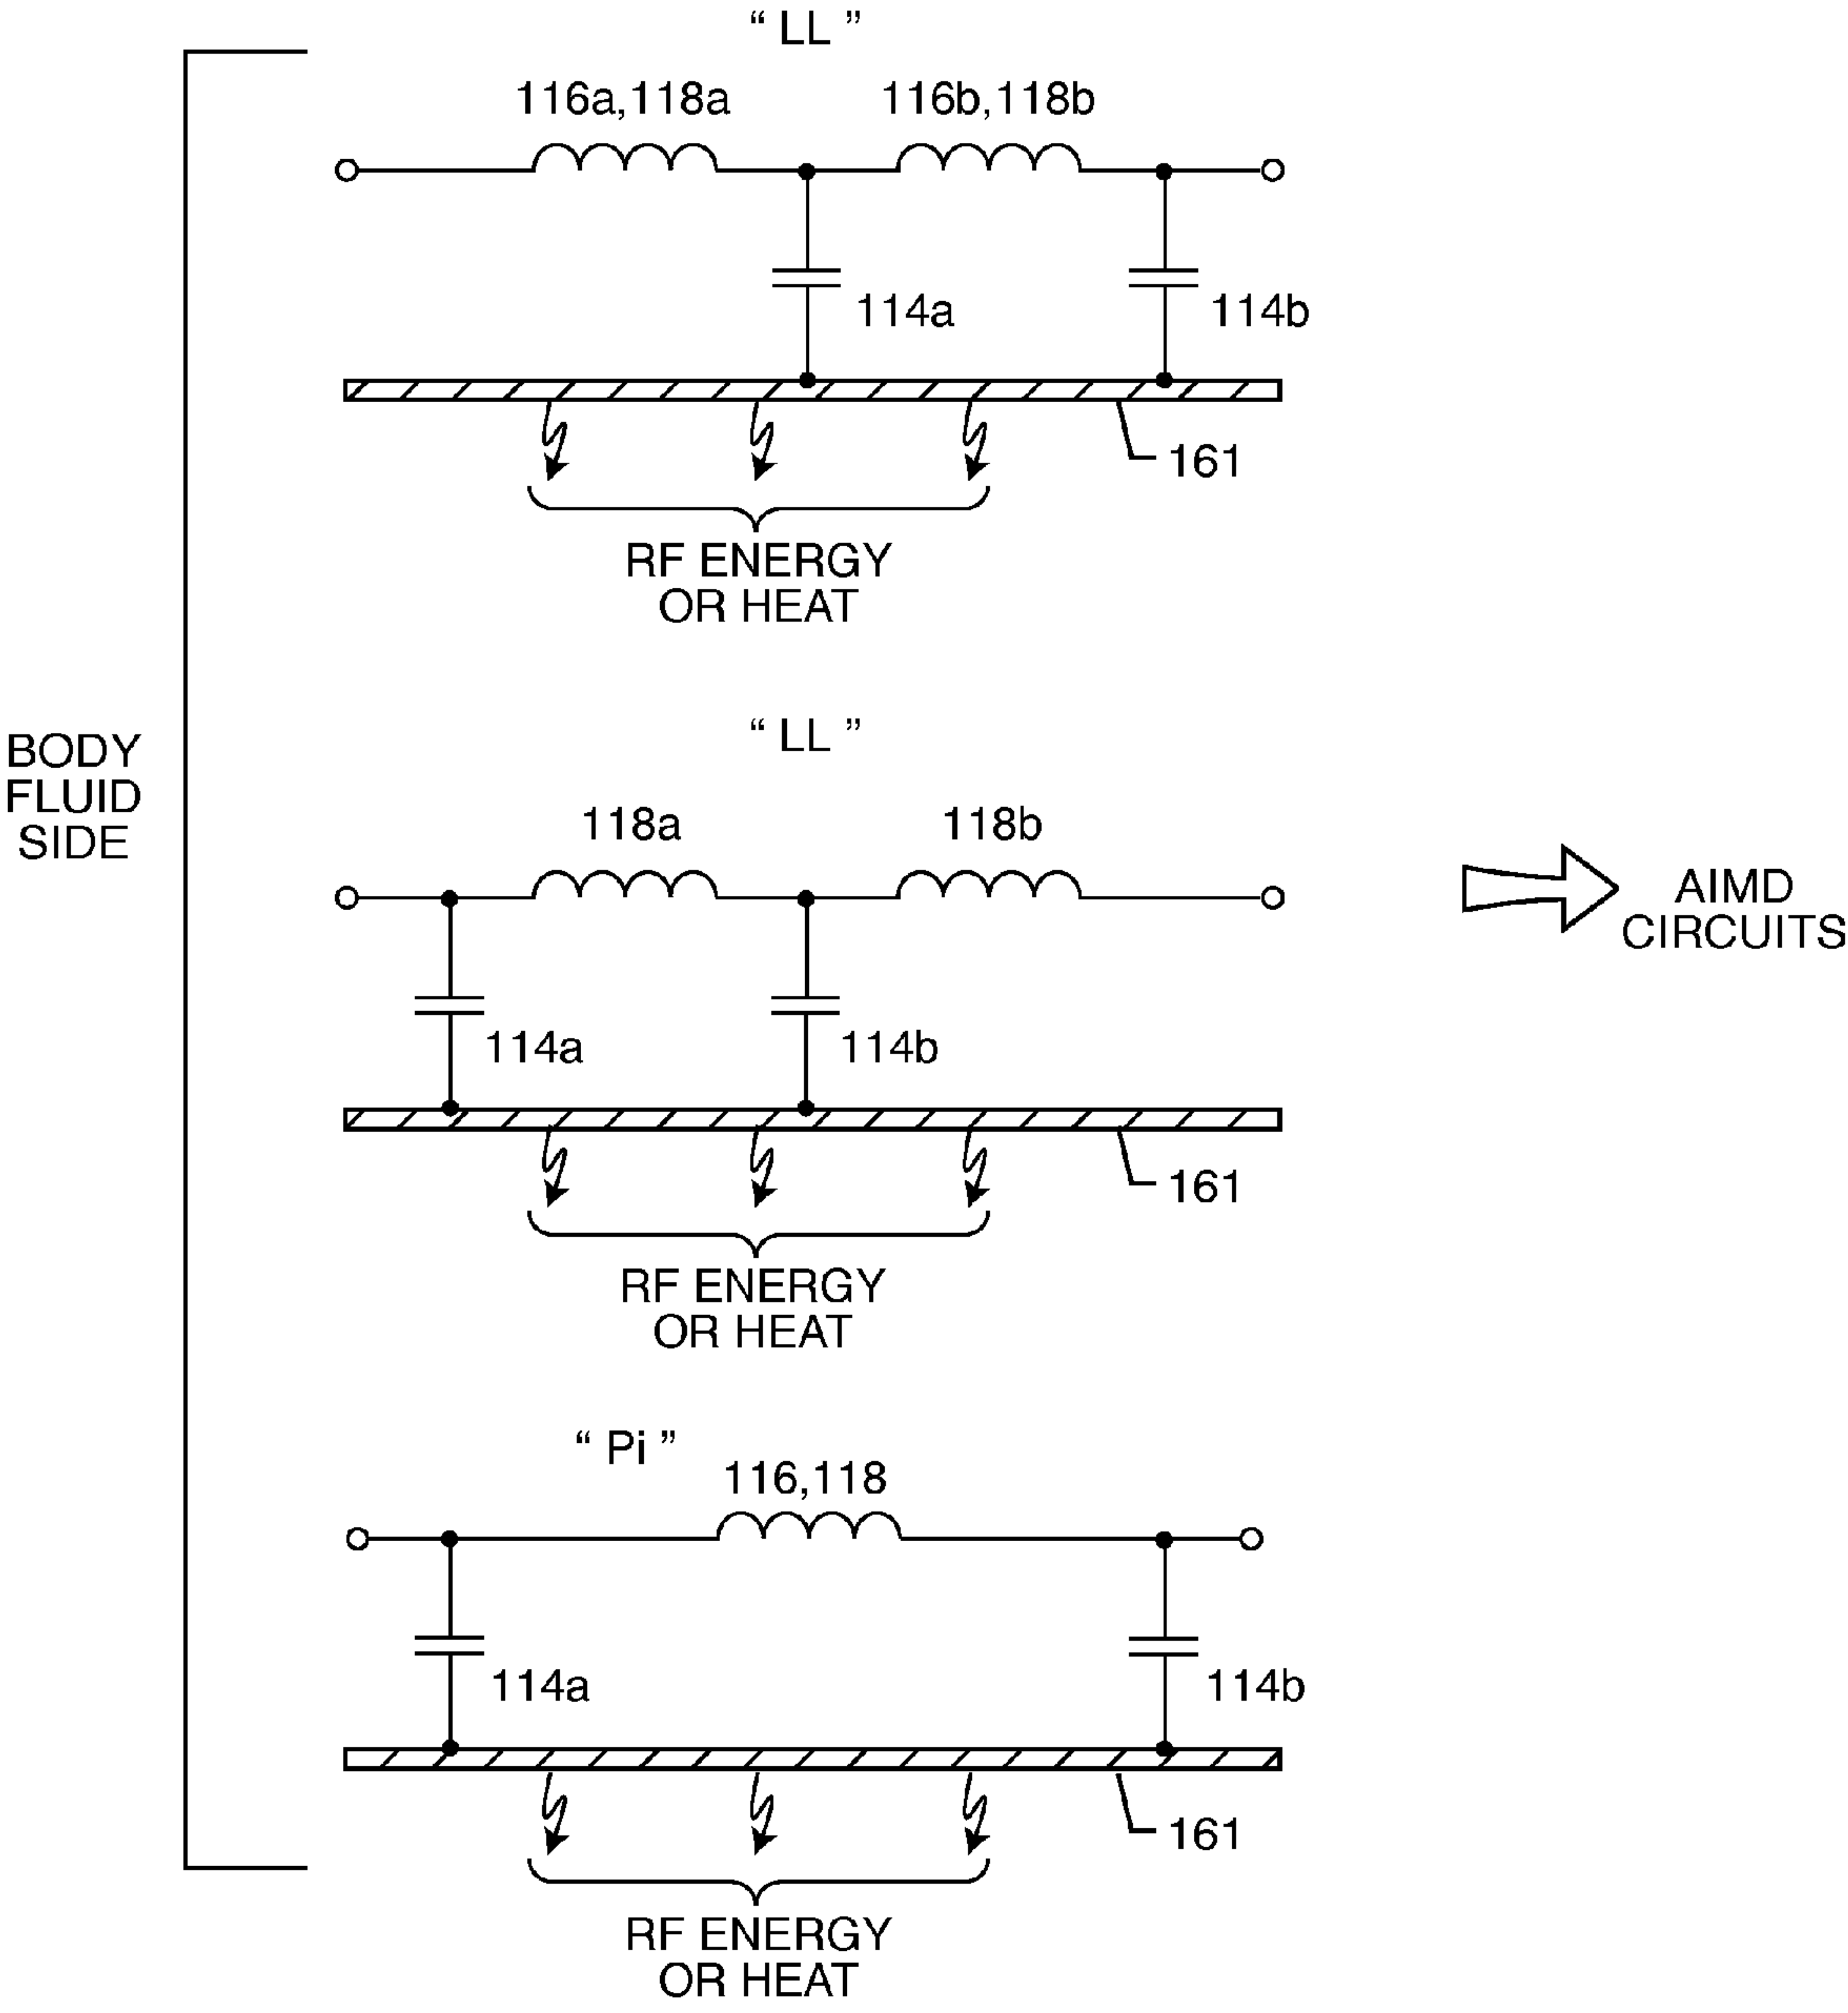 “ LL ”
116a,118a
116b,118b
114a
114b
161
RF ENERGY
OR HEAT
BODY
FLUID
SIDE
“ LL ”
118a
118b
114a
114b
161
RF ENERGY
OR HEAT
AIMD
CIRCUITS
“ Pi ”
116,118
114a
114b
161
RF ENERGY
OR HEAT